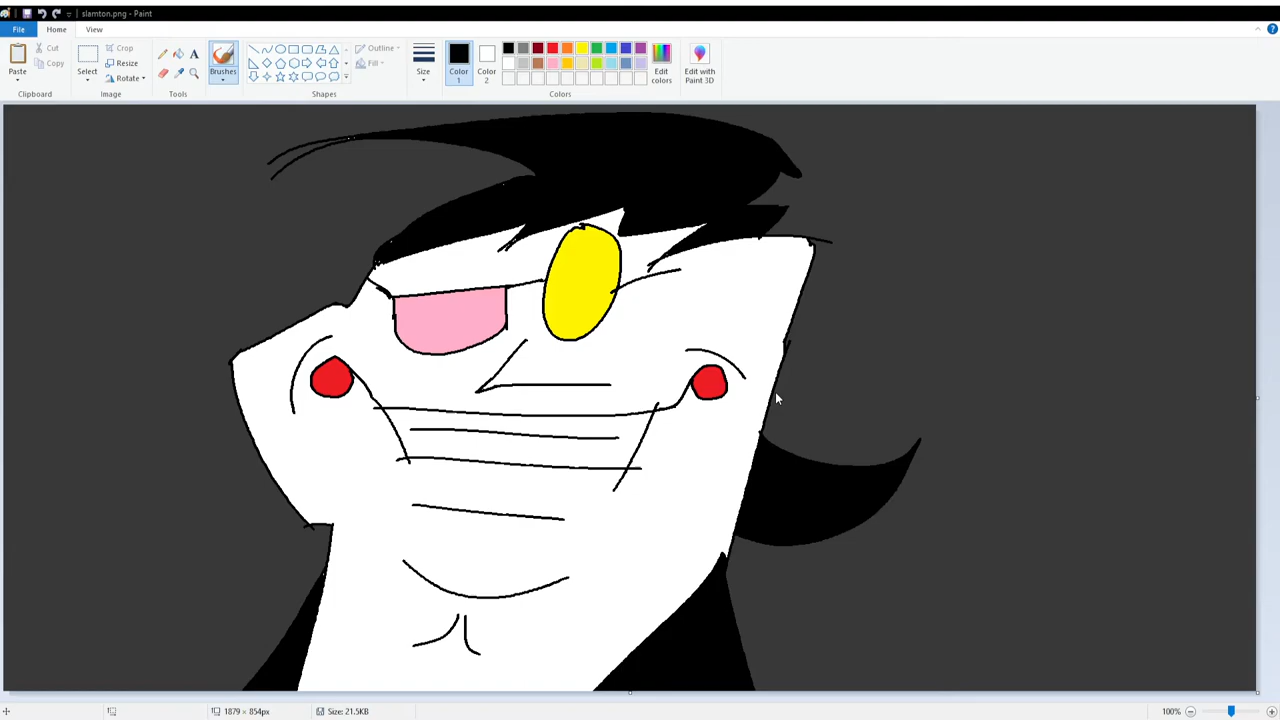 slamton.png - Paint
File
Home
View
Paste
Cut
Copy
Clipboard
Select
Crop
Resize
Rotate
Image
A
Tools
Brushes
Outline
Fill
Shapes
Size
Color
1
Color
2
Edit
colors
Colors
Edit with
Paint 3D
1879 × 854px
Size: 21.5KB
100%